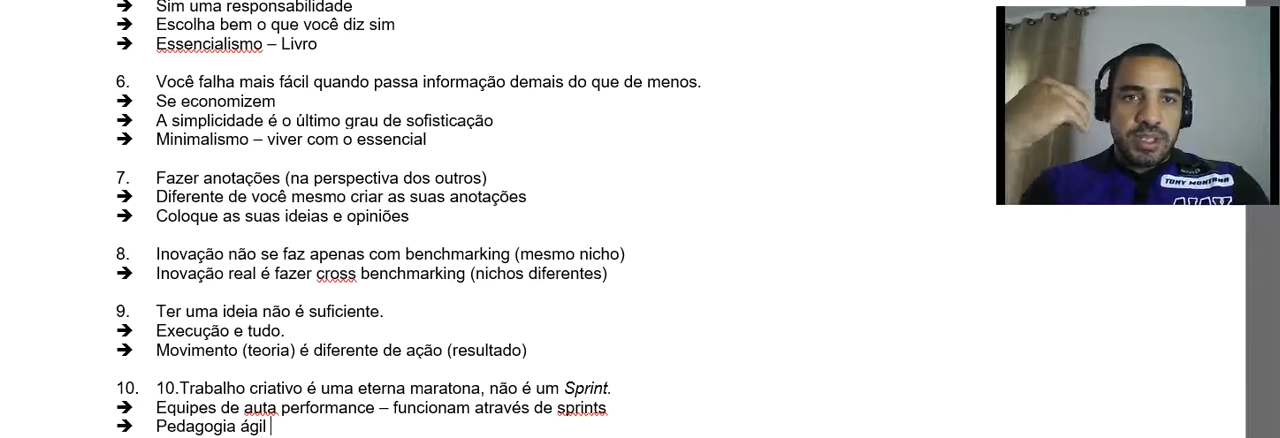 ➔ Sim uma responsabilidade
➔ Escolha bem o que você diz sim
➔ Essencialismo – Livro
6. Você falha mais fácil quando passa informação demais do que de menos.
➔ Se economizem
➔ A simplicidade é o último grau de sofisticação
➔ Minimalismo – viver com o essencial
7. Fazer anotações (na perspectiva dos outros)
➔ Diferente de você mesmo criar as suas anotações
➔ Coloque as suas ideias e opiniões
8. Inovação não se faz apenas com benchmarking (mesmo nicho)
➔ Inovação real é fazer cross benchmarking (nichos diferentes)
9. Ter uma ideia não é suficiente.
➔ Execução e tudo.
➔ Movimento (teoria) é diferente de ação (resultado)
10. 10.Trabalho criativo é uma eterna maratona, não é um Sprint.
➔ Equipes de auta performance – funcionam através de sprints
➔ Pedagogia ágil
TONY MONTANA